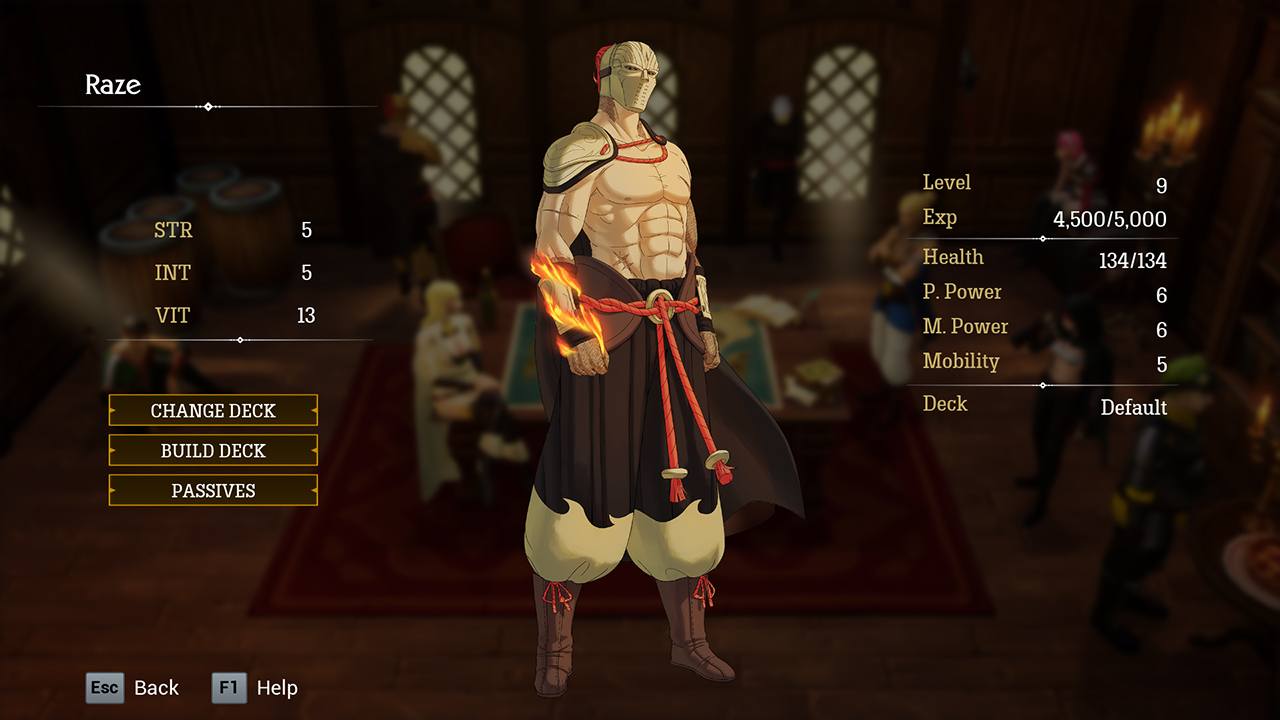 Raze
STR 5
INT 5
VIT 13
CHANGE DECK
BUILD DECK
PASSIVES
Level 9
Exp 4,500/5,000
Health 134/134
P. Power 6
M. Power 6
Mobility 5
Deck Default
Esc Back F1 Help